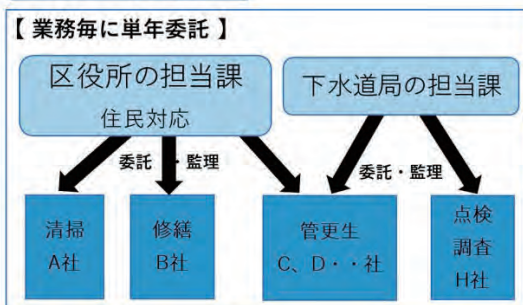 【 業務毎に単年委託 】
区役所の担当課
住民対応
下水道局の担当課
委託 ・監理
委託・監理
清掃
A社
修繕
B社
管更生
C、D・・社
点検
調査
H社